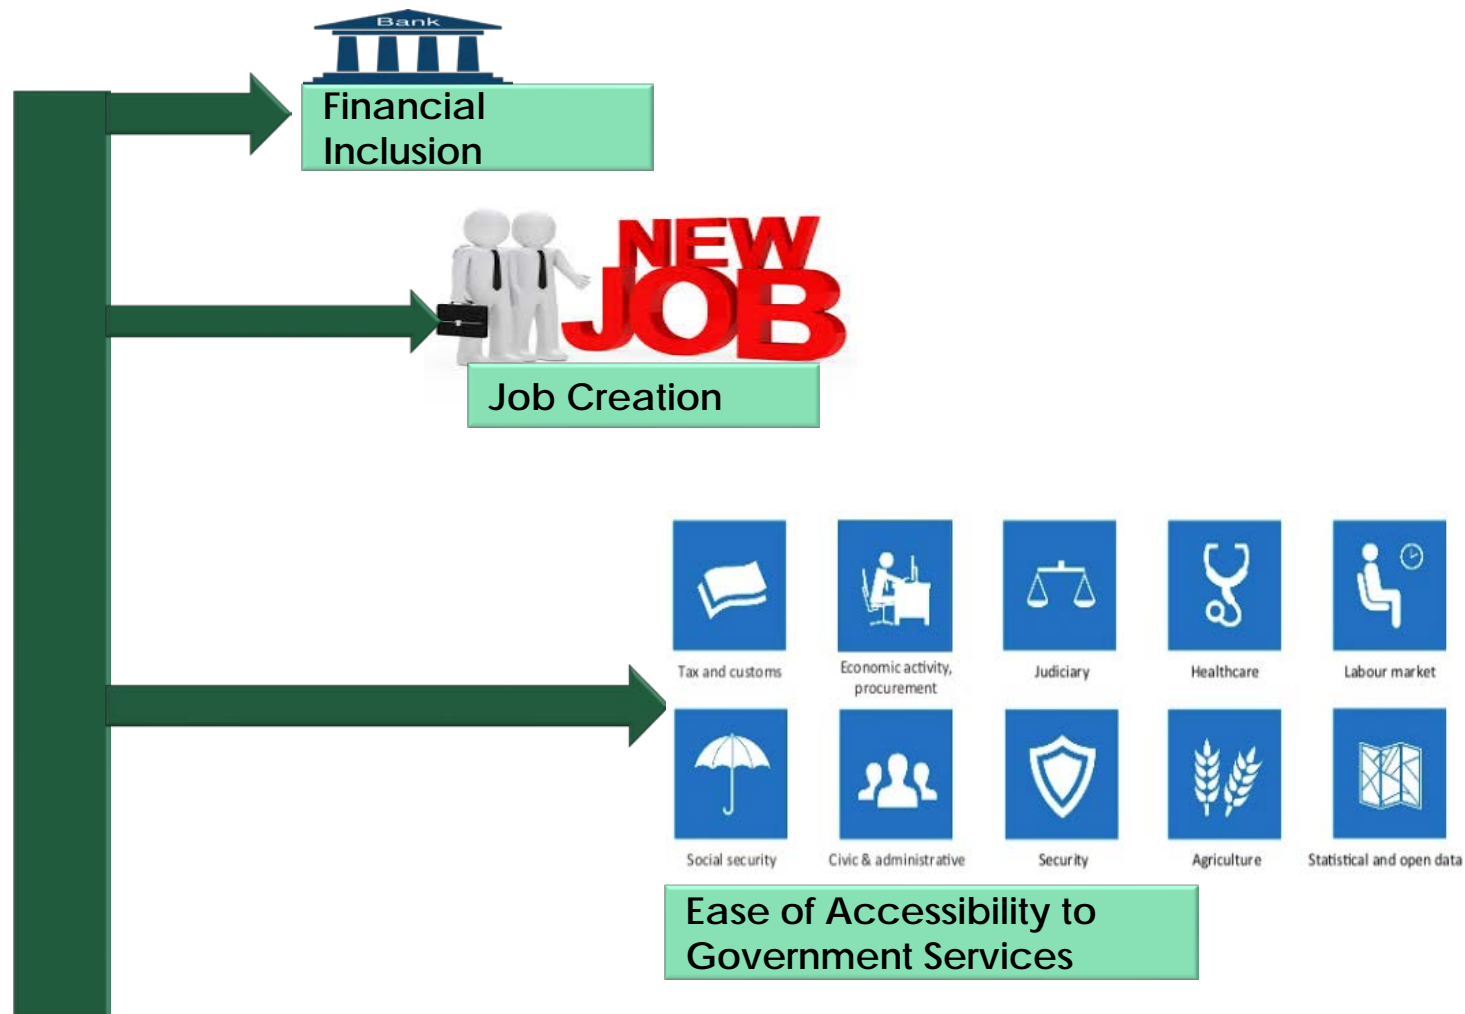 Bank
Financial
Inclusion
NEW
JOB
Job Creation
Tax and customs
Economic activity,
procurement
Judiciary
Healthcare
Labour market
Social security
Civic & administrative
Security
Agriculture
Statistical and open data
Ease of Accessibility to
Government Services